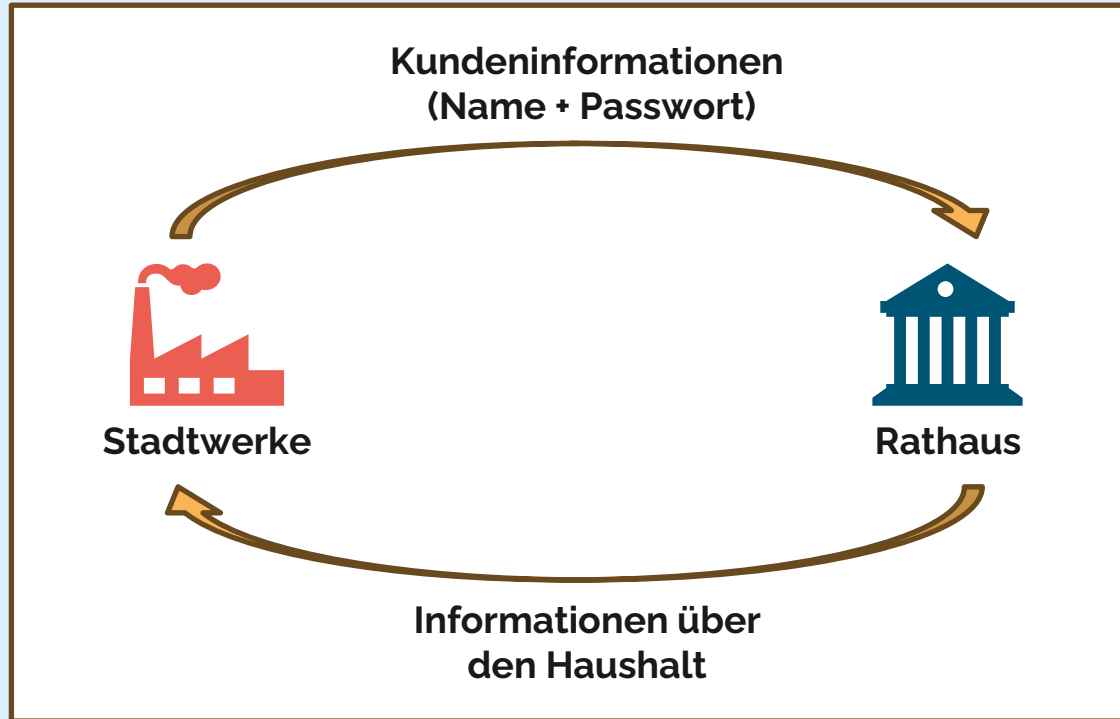 Kundeninformationen
(Name + Passwort)
Stadtwerke
Rathaus
Informationen über
den Haushalt